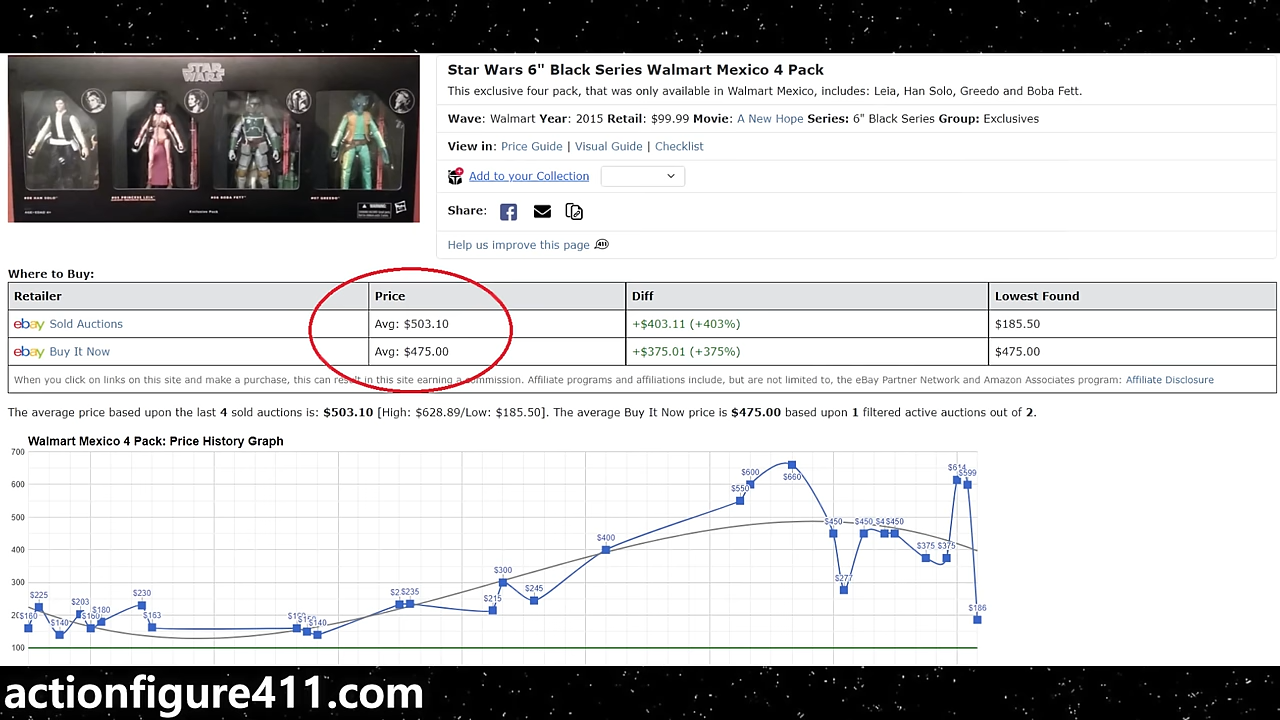 STAR
WARS
Star Wars 6" Black Series Walmart Mexico 4 Pack
This exclusive four pack, that was only available in Walmart Mexico, includes: Leia, Han Solo, Greedo and Boba Fett.
Wave: Walmart Year: 2015 Retail: $99.99 Movie: A New Hope Series: 6" Black Series Group: Exclusives
View in: Price Guide | Visual Guide | Checklist
Add to your Collection
Share:
Help us improve this page
Where to Buy:
Retailer Price Diff Lowest Found
ebay Sold Auctions Avg: $503.10 +$403.11 (+403%) $185.50
ebay Buy It Now Avg: $475.00 +$375.01 (+375%) $475.00
When you click on links on this site and make a purchase, this can result in this site earning a commission. Affiliate programs and affiliations include, but are not limited to, the eBay Partner Network and Amazon Associates program: Affiliate Disclosure
The average price based upon the last 4 sold auctions is: $503.10 [High: $628.89/Low: $185.50]. The average Buy It Now price is $475.00 based upon 1 filtered active auctions out of 2.
Walmart Mexico 4 Pack: Price History Graph
700
600
500
400
300
100
$160 $225 $140 $203 $160 $180 $230 $163 $140 $235 $215 $300 $245 $400 $550 $600 $660 $450 $277 $450 $450 $375 $375 $614 $599 $186
actionfigure411.com